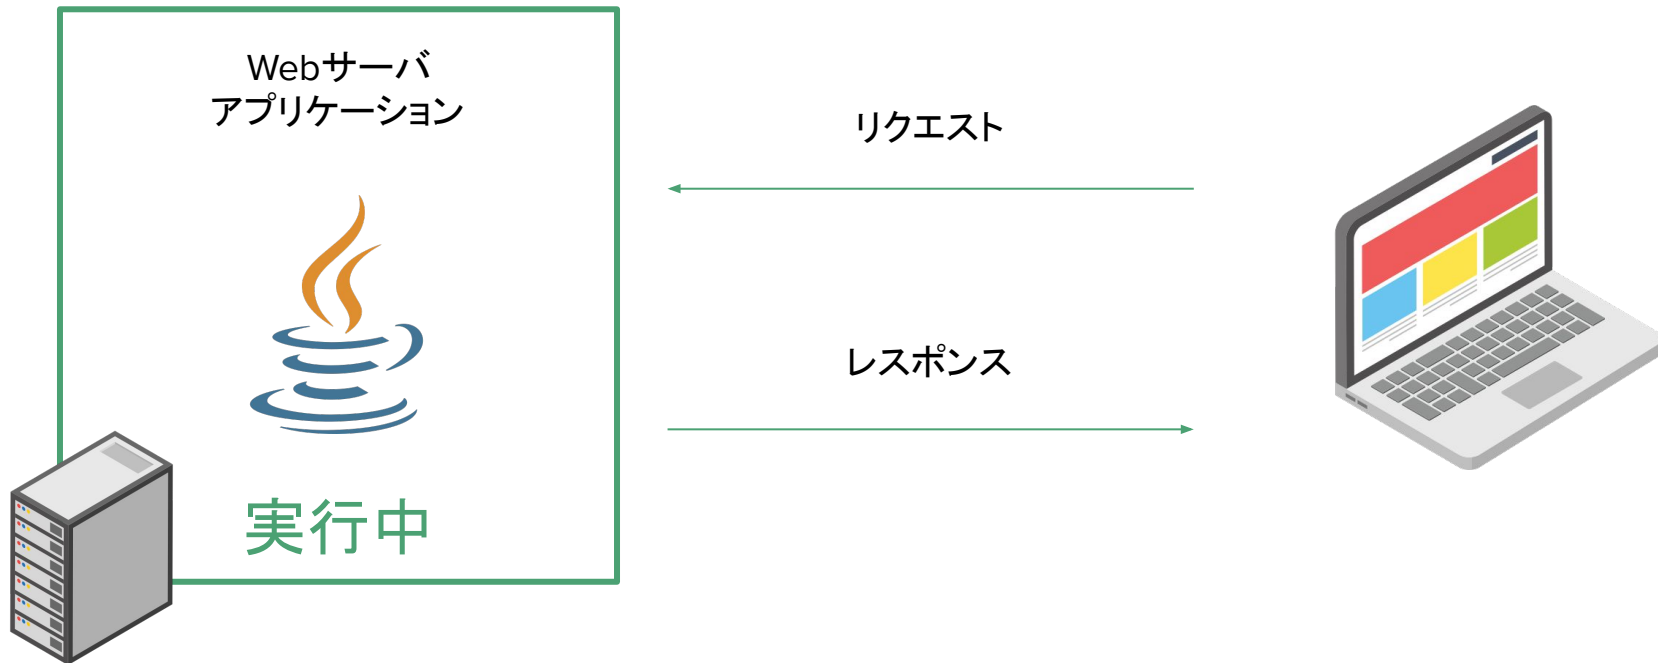 Webサーバ
アプリケーション
リクエスト
レスポンス
実行中